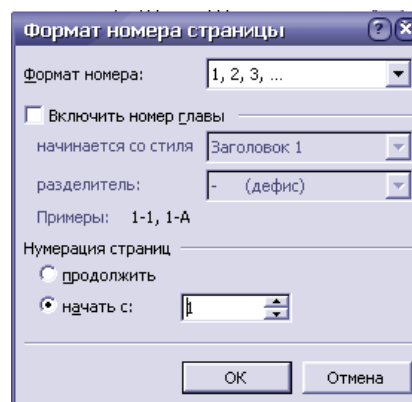 Формат номера страницы
Формат номера: 1, 2, 3, ...
Включить номер главы
начинается со стиля Заголовок 1
разделитель: - (дефис)
Примеры: 1-1, 1-A
Нумерация страниц
продолжить
начать с: 1
ОК Отмена